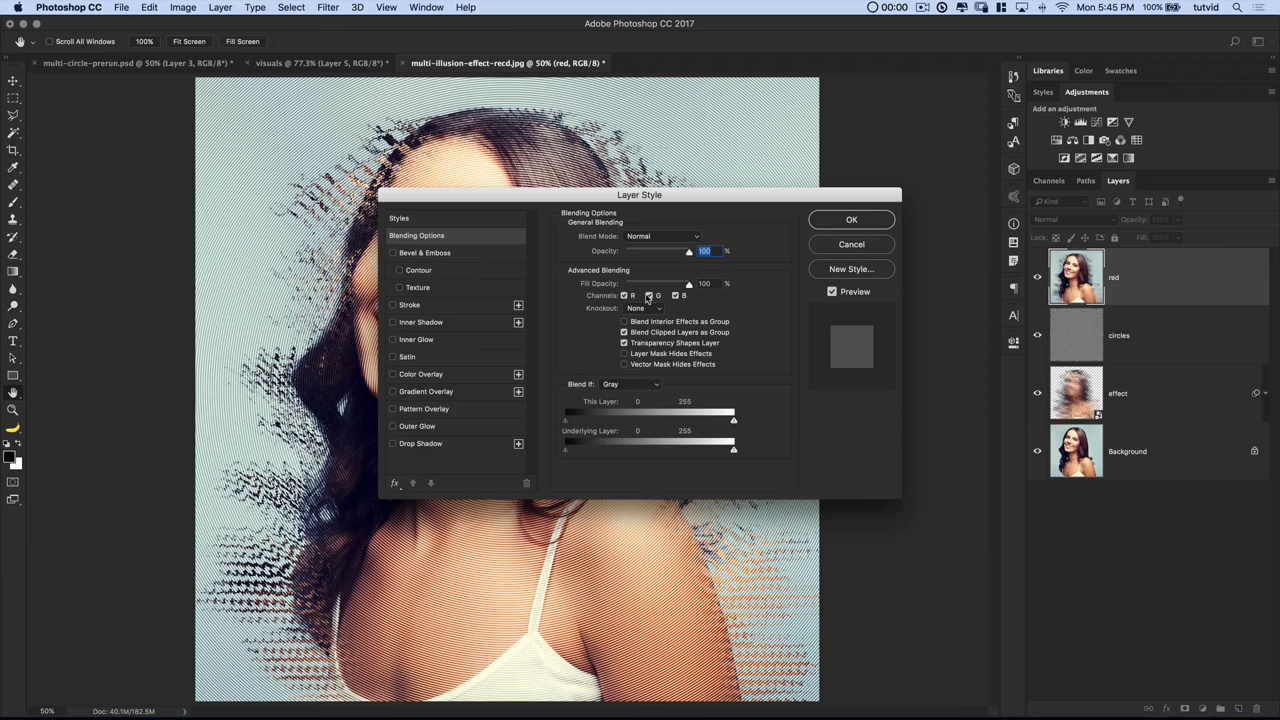 Photoshop File Edit Image Layer Type Select Filter 3D View Window Help 00:00 100% Mon 5:45 PM tutvid
Adobe Photoshop CC 2017
Scroll All Windows 100% Fit Screen Fill Screen
multi-circle-prerun.psd @ 50% (Layer 3, RGB/8*) * visuals @ 77.3% (Layer 5, RGB/8*) * multi-illusion-effect-recd.jpg @ 50% (red, RGB/8) *
Libraries Color Swatches
Styles Adjustments
Add an adjustment
Channels Paths Layers
Kind
Normal Opacity: 100%
Lock: Fill: 100%
red
circles
effect
Background
Layer Style
Styles
Blending Options
Bevel & Emboss
Contour
Texture
Stroke
Inner Shadow
Inner Glow
Satin
Color Overlay
Gradient Overlay
Pattern Overlay
Outer Glow
Drop Shadow
fx
Blending Options
General Blending
Blend Mode: Normal
Opacity: 100 %
Advanced Blending
Fill Opacity: 100 %
Channels: R G B
Knockout: None
Blend Interior Effects as Group
Blend Clipped Layers as Group
Transparency Shapes Layer
Layer Mask Hides Effects
Vector Mask Hides Effects
Blend If: Gray
This Layer: 0 255
Underlying Layer: 0 255
OK
Cancel
New Style...
Preview
50% Doc: 40.1M/182.5M